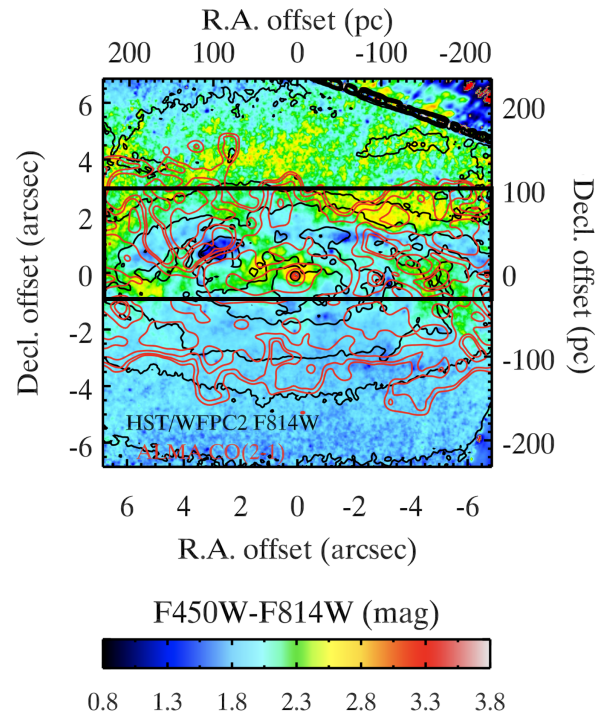 R.A. offset (pc)
200 100 0 -100 -200
6
4
2
0
-2
-4
-6
Decl. offset (arcsec)
200
100
0
-100
-200
Decl. offset (pc)
HST/WFPC2 F814W
ALMA CO(2-1)
6 4 2 0 -2 -4 -6
R.A. offset (arcsec)
F450W-F814W (mag)
0.8 1.3 1.8 2.3 2.8 3.3 3.8